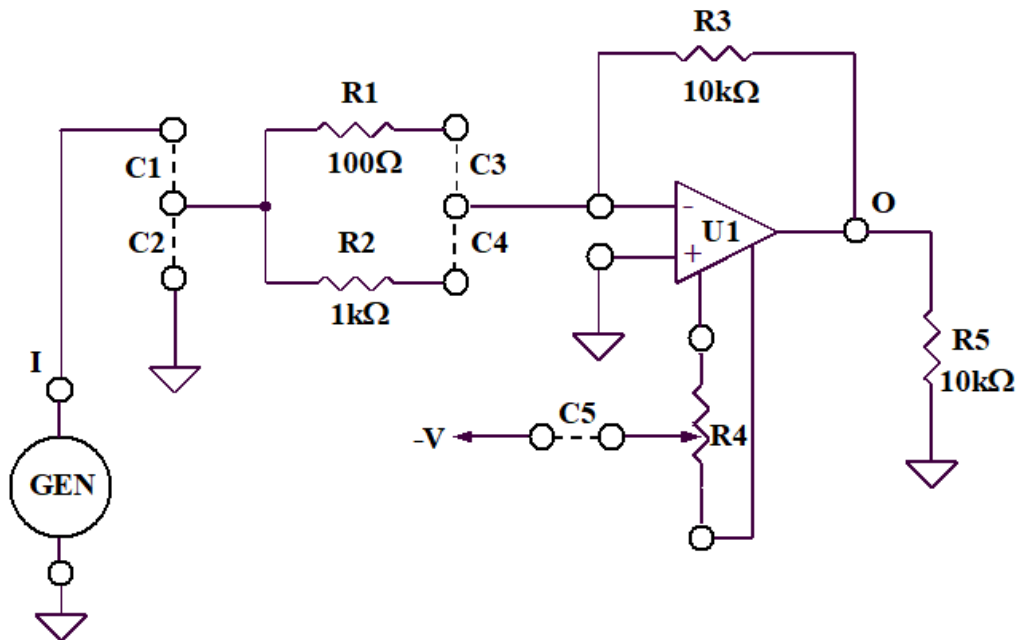 R3
10kΩ
R1
100Ω
C1
C3
C2
R2
C4
1kΩ
-
+
U1
O
I
R5
10kΩ
C5
-V
R4
GEN